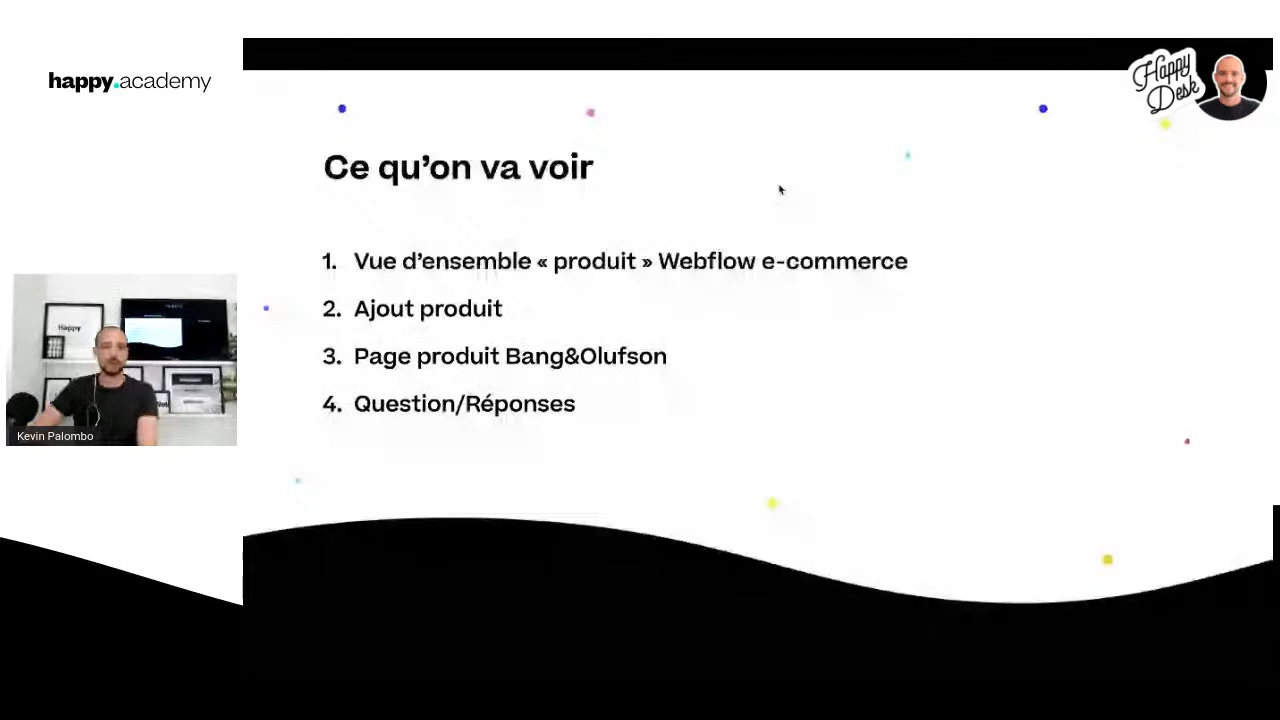 happy.academy
Happy
Desk
Ce qu’on va voir
1. Vue d’ensemble « produit » Webflow e-commerce
2. Ajout produit
3. Page produit Bang&Olufson
4. Question/Réponses
Happy
Kevin Palombo